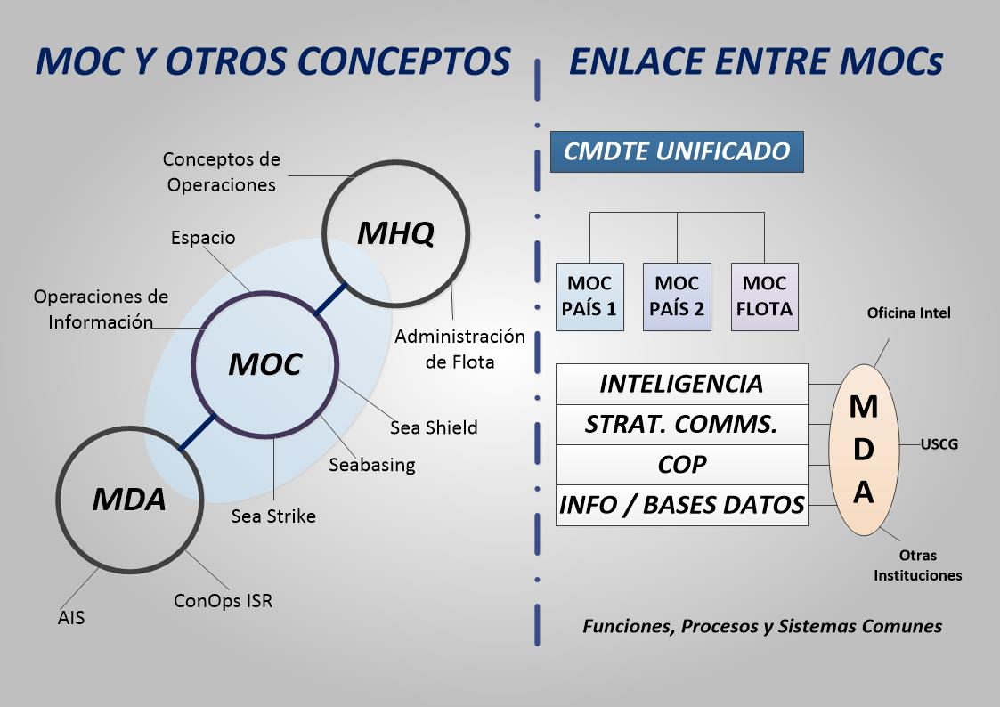 MOC Y OTROS CONCEPTOS
Conceptos de
Operaciones
MHQ
Espacio
Operaciones de
Información
Administración
de Flota
MOC
Sea Shield
Seabasing
MDA
Sea Strike
ConOps ISR
AIS
ENLACE ENTRE MOCs
CMDTE UNIFICADO
MOC
PAÍS 1
MOC
PAÍS 2
MOC
FLOTA
Oficina Intel
INTELIGENCIA
STRAT. COMMS.
COP
INFO / BASES DATOS
M
D
A
USCG
Otras
Instituciones
Funciones, Procesos y Sistemas Comunes